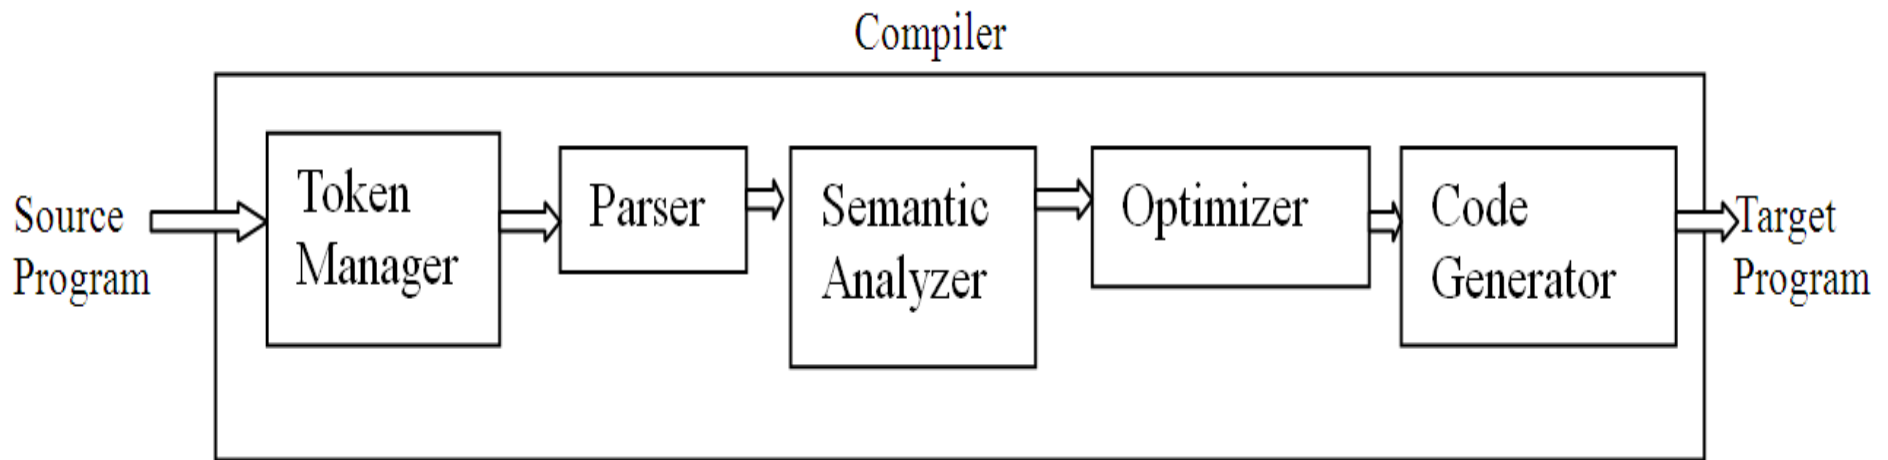 Compiler
Source
Program
Token
Manager
Parser
Semantic
Analyzer
Optimizer
Code
Generator
Target
Program